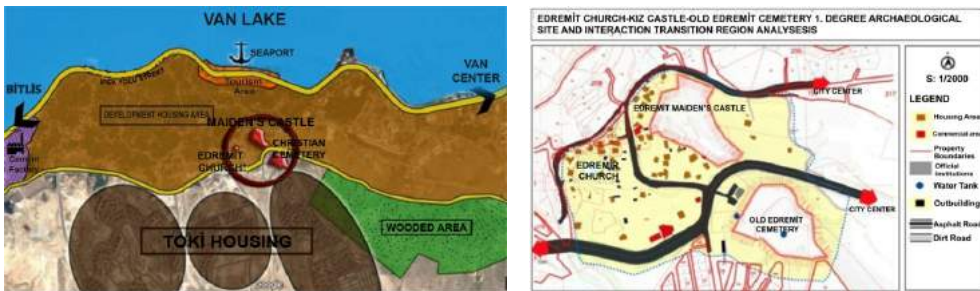 VAN LAKE
SEAPORT
Tourism
Area
VAN
CENTER
BİTLİS
DEVELOPMENT HOUSING AREA
MAIDEN'S CASTLE
CHRISTIAN
CEMETERY
EDREMİT
CHURCH
Cement
Factory
TOKİ HOUSING
WOODED AREA
Google
EDREMİT CHURCH-KIZ CASTLE-OLD EDREMİT CEMETERY 1. DEGREE ARCHAEOLOGICAL
SITE AND INTERACTION TRANSITION REGION ANALYSESIS
CITY CENTER
EDREMİT MAIDEN'S CASTLE
EDREMİT
CHURCH
CITY CENTER
OLD EDREMİT
CEMETERY
S: 1/2000
LEGEND
Housing Area
Commercial area
Property
Boundaries
Official
Institutions
Water Tank
Outbuilding
Asphalt Road
Dirt Road